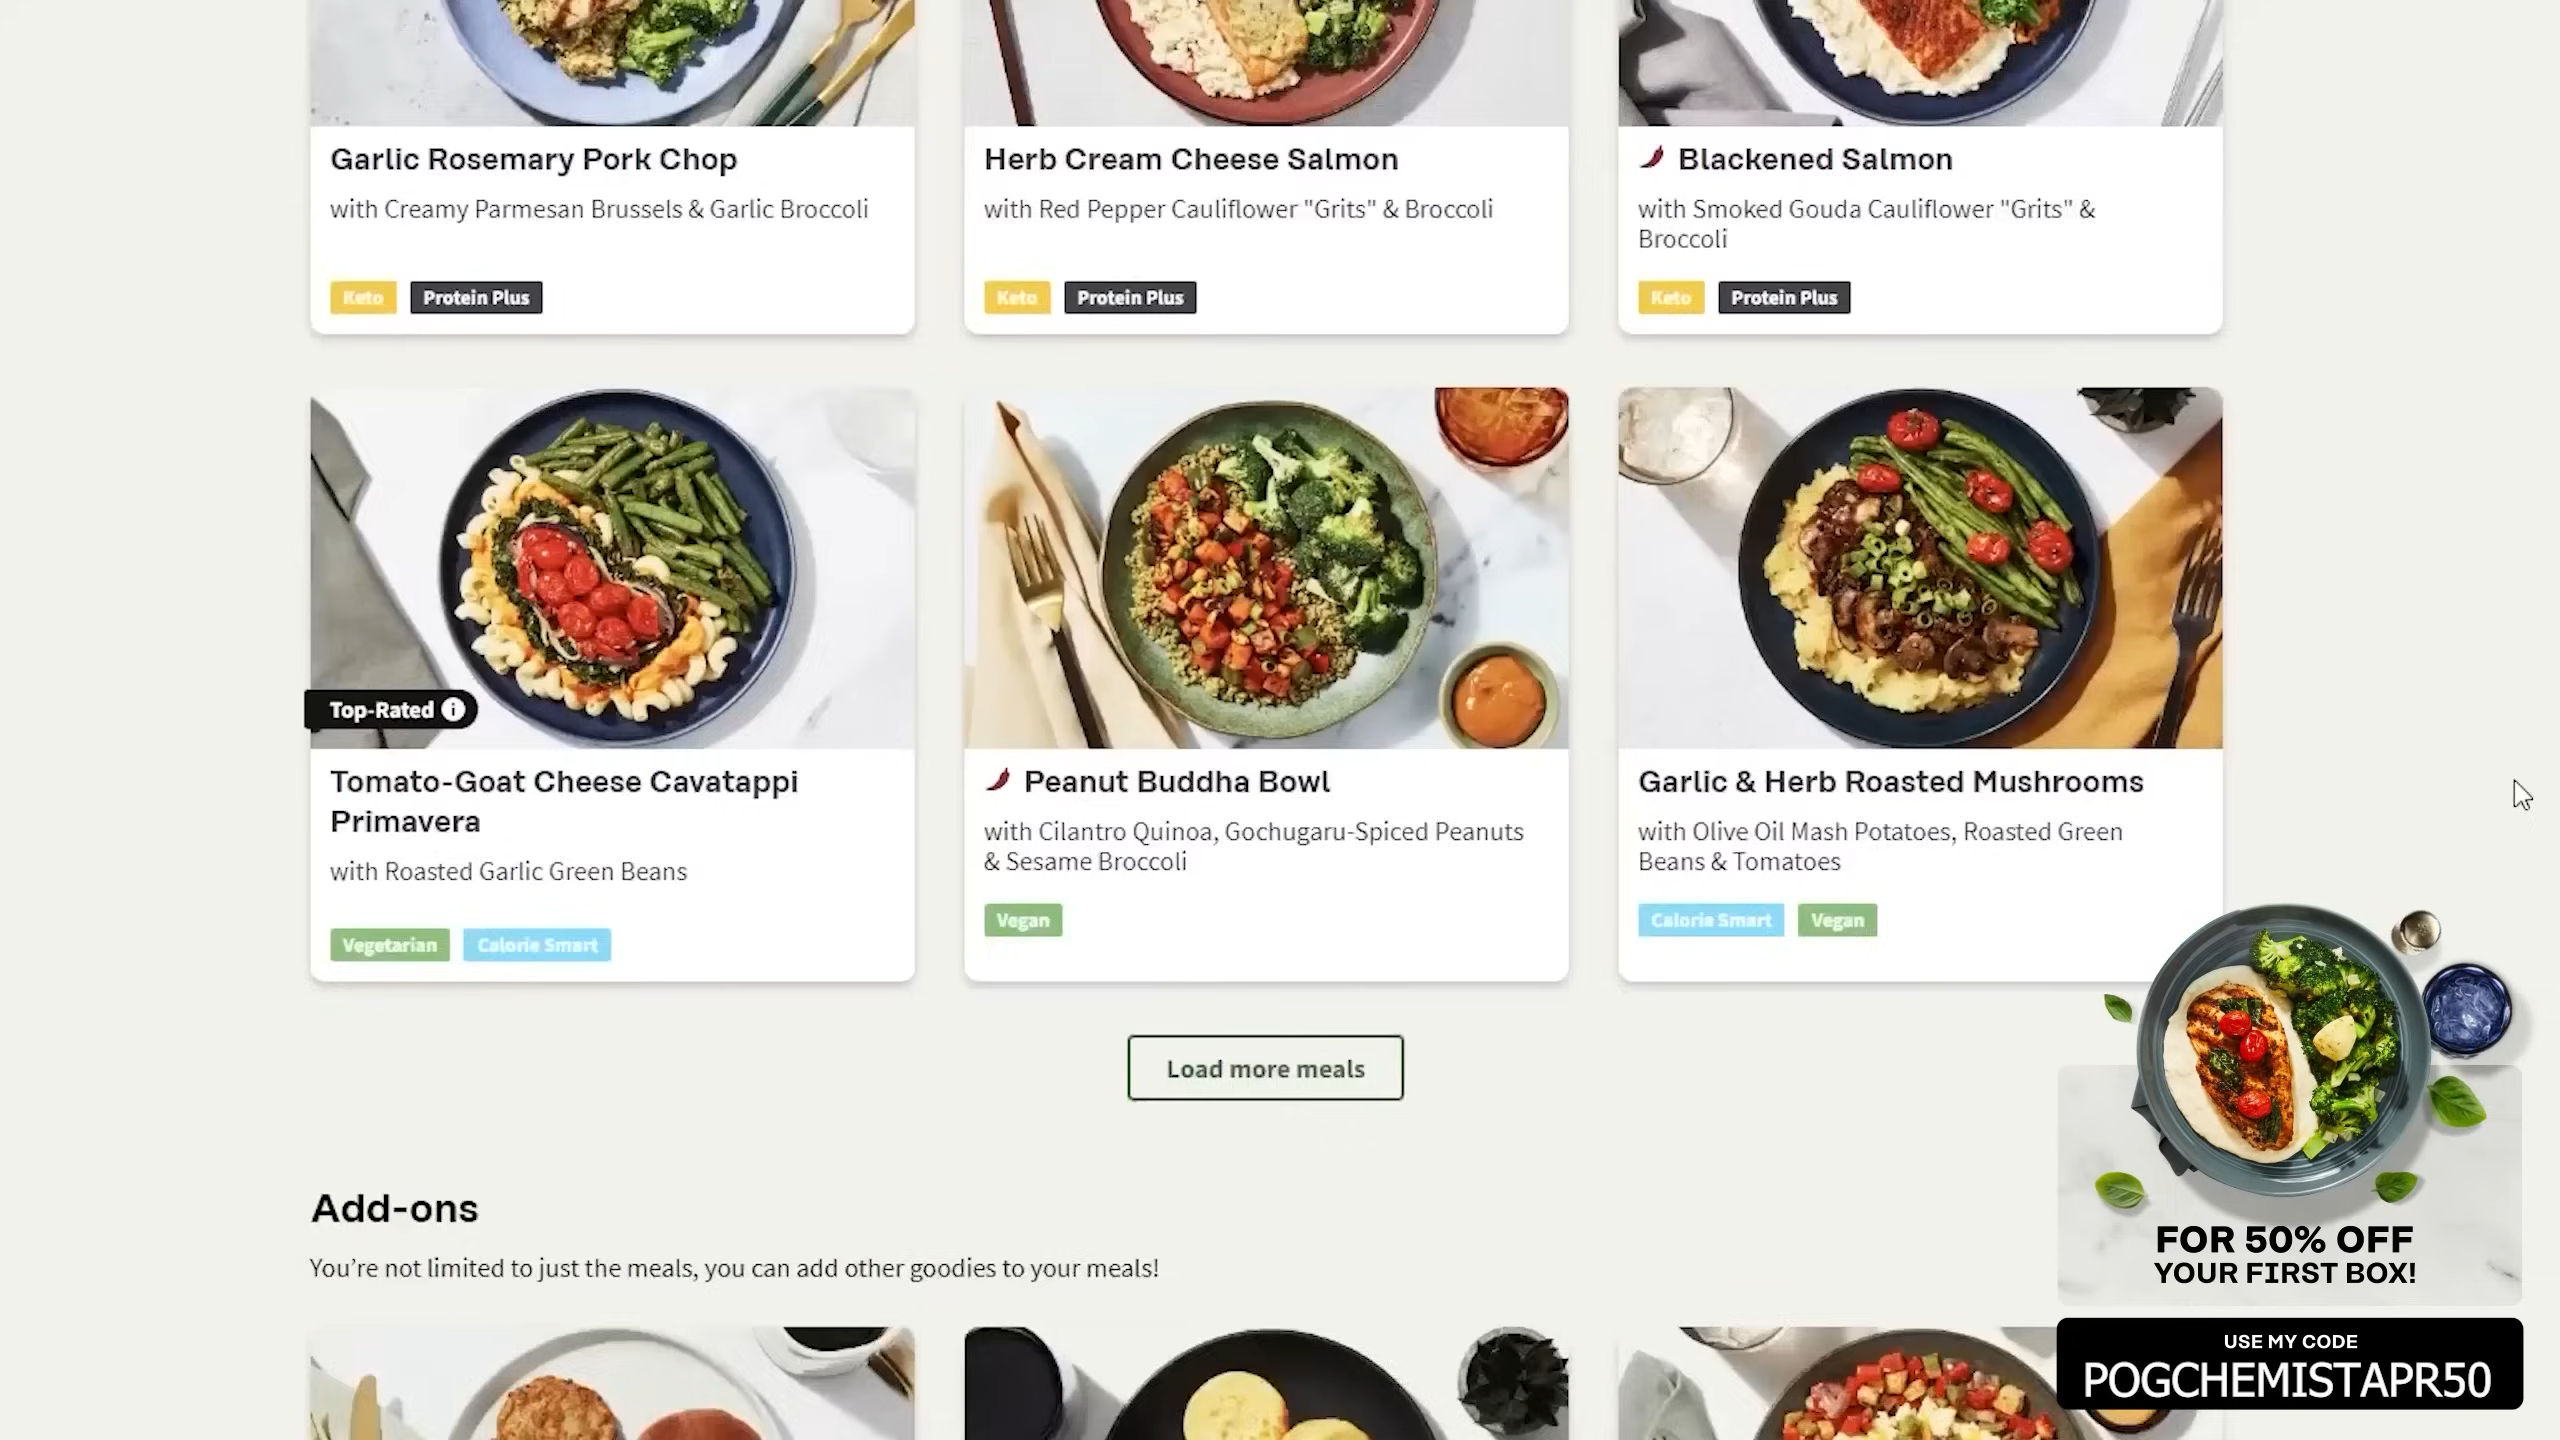 Garlic Rosemary Pork Chop
with Creamy Parmesan Brussels & Garlic Broccoli
Keto
Protein Plus
Herb Cream Cheese Salmon
with Red Pepper Cauliflower "Grits" & Broccoli
Keto
Protein Plus
Blackened Salmon
with Smoked Gouda Cauliflower "Grits" &
Broccoli
Keto
Protein Plus
Top-Rated
Tomato-Goat Cheese Cavatappi
Primavera
with Roasted Garlic Green Beans
Vegetarian
Calorie Smart
Peanut Buddha Bowl
with Cilantro Quinoa, Gochugaru-Spiced Peanuts
& Sesame Broccoli
Vegan
Garlic & Herb Roasted Mushrooms
with Olive Oil Mash Potatoes, Roasted Green
Beans & Tomatoes
Calorie Smart
Vegan
Load more meals
Add-ons
You’re not limited to just the meals, you can add other goodies to your meals!
FOR 50% OFF
YOUR FIRST BOX!
USE MY CODE
POGCHEMISTAPR50